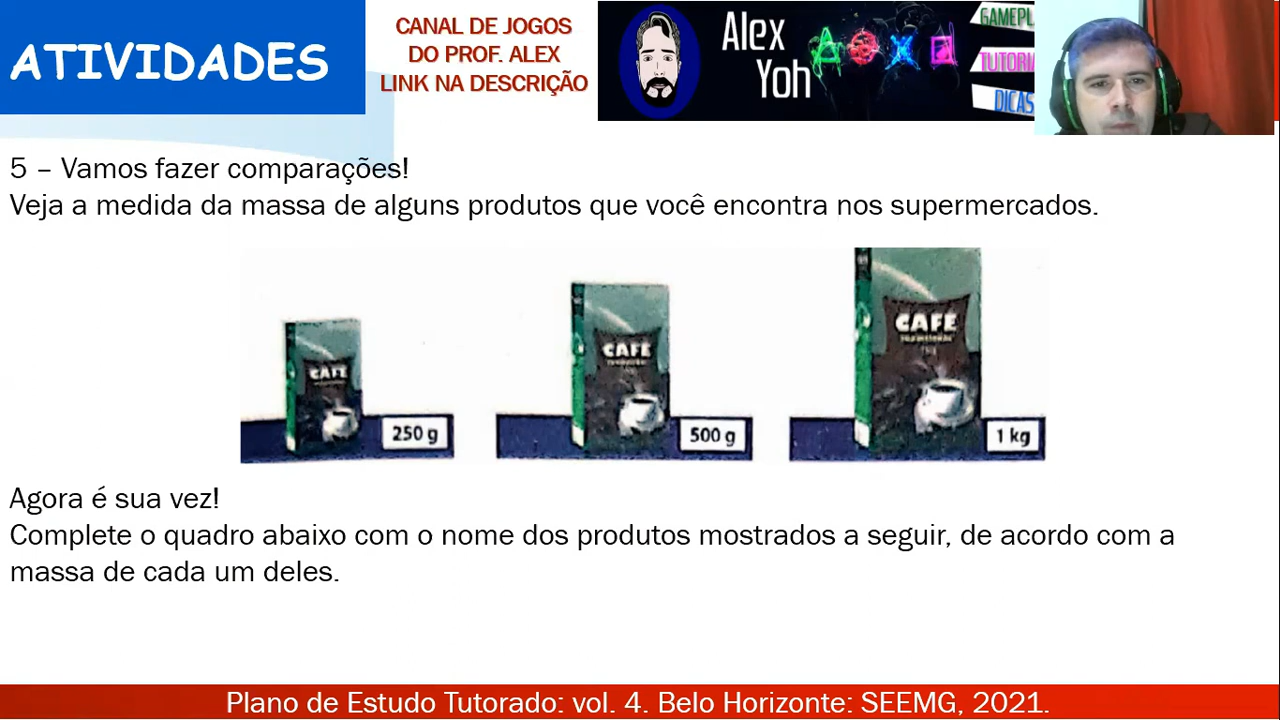 ATIVIDADES
CANAL DE JOGOS
DO PROF. ALEX
LINK NA DESCRIÇÃO
Alex
Yoh
DICAS
5 – Vamos fazer comparações!
Veja a medida da massa de alguns produtos que você encontra nos supermercados.
CAFÉ
250 g
CAFÉ
500 g
CAFÉ
1 kg
Agora é sua vez!
Complete o quadro abaixo com o nome dos produtos mostrados a seguir, de acordo com a
massa de cada um deles.
Plano de Estudo Tutorado: vol. 4. Belo Horizonte: SEEMG, 2021.